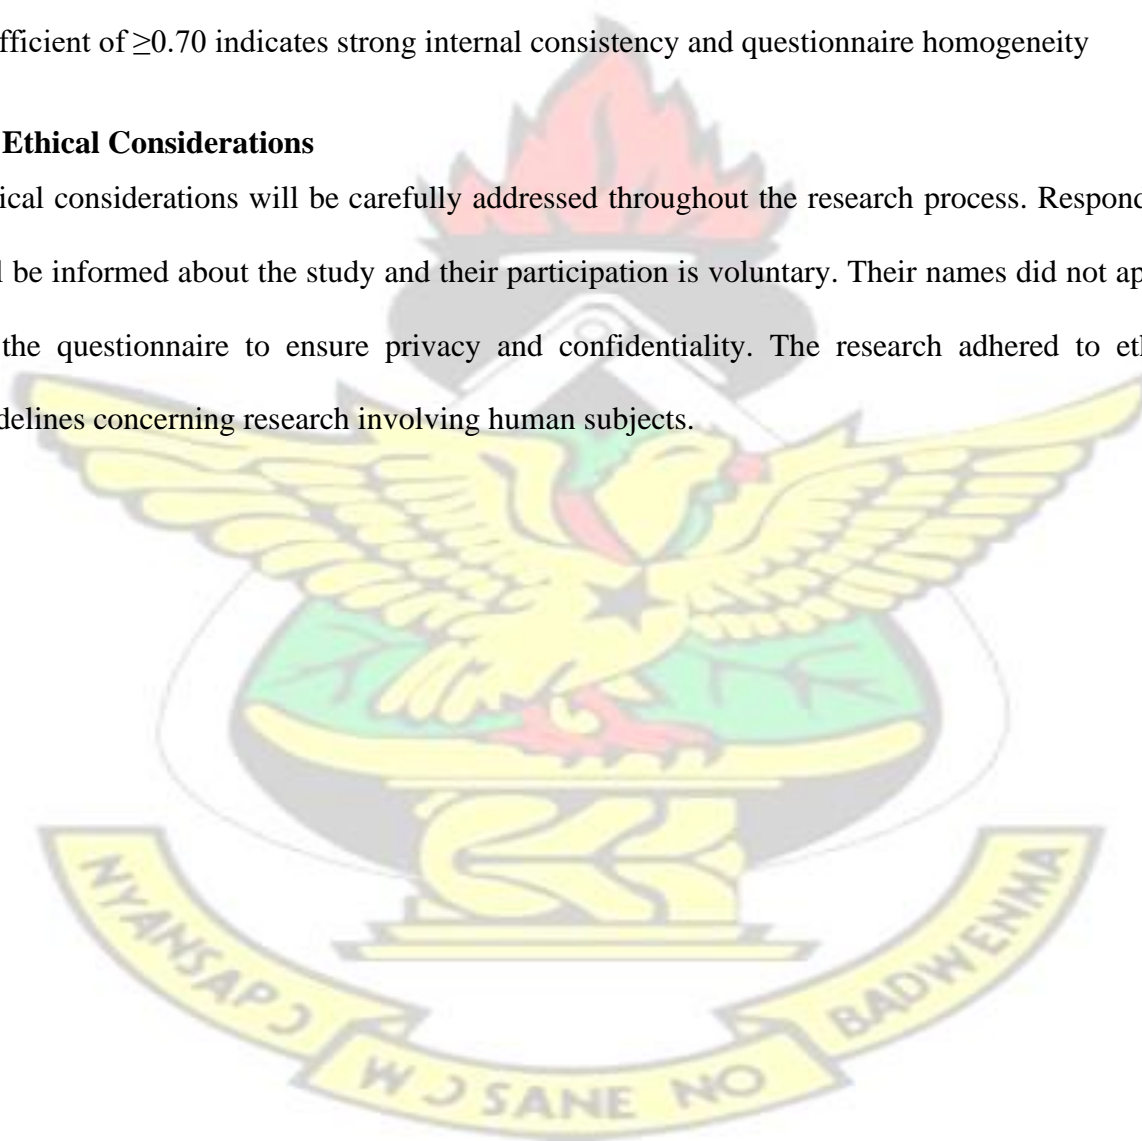 fficient of ≥0.70 indicates strong internal consistency and questionnaire homogeneity
Ethical Considerations
ical considerations will be carefully addressed throughout the research process. Respond
l be informed about the study and their participation is voluntary. Their names did not ap
the questionnaire to ensure privacy and confidentiality. The research adhered to eth
delines concerning research involving human subjects.
NYANSAPƆ
WƆSANE NO
BADWENMA